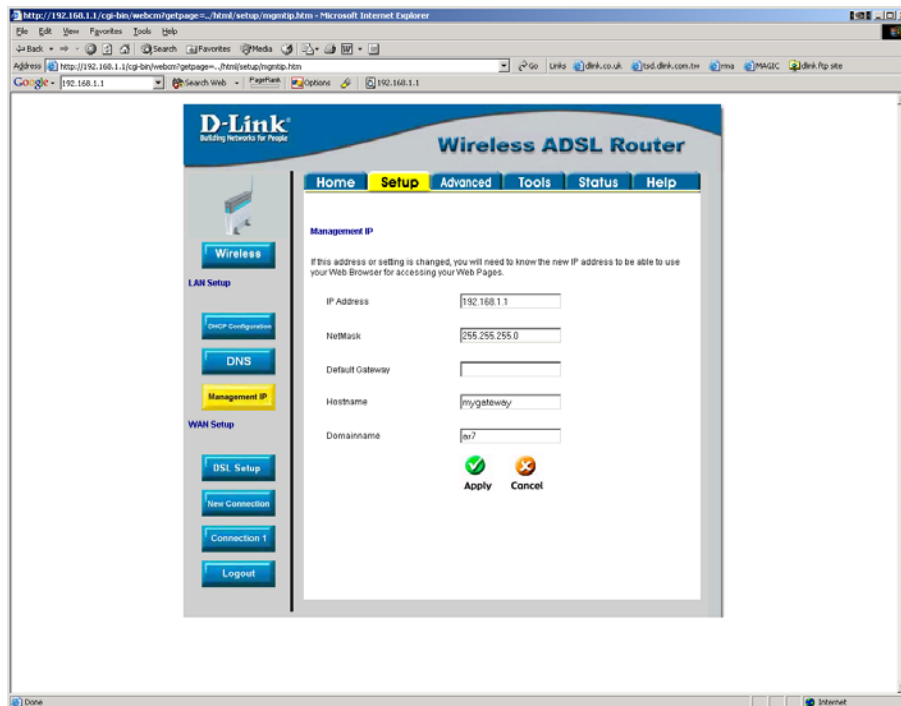 http://192.168.1.1/cgi-bin/webcm?getpage=../html/setup/mgmtip.htm - Microsoft Internet Explorer
File Edit View Favorites Tools Help
Back Search Favorites Media
Address http://192.168.1.1/cgi-bin/webcm?getpage=../html/setup/mgmtip.htm Go Links dlink.co.uk tsd.dlink.com.tw rma MAGIC dlink ftp site
Google 192.168.1.1 Search Web PageRank Options 192.168.1.1
D-Link
Building Networks for People
Wireless ADSL Router
Home Setup Advanced Tools Status Help
Wireless
LAN Setup
DHCP Configuration
DNS
Management IP
WAN Setup
DSL Setup
New Connection
Connection 1
Logout
Management IP
If this address or setting is changed, you will need to know the new IP address to be able to use
your Web Browser for accessing your Web Pages.
IP Address 192.168.1.1
NetMask 255.255.255.0
Default Gateway
Hostname mygateway
Domainname ar7
Apply Cancel
Done Internet